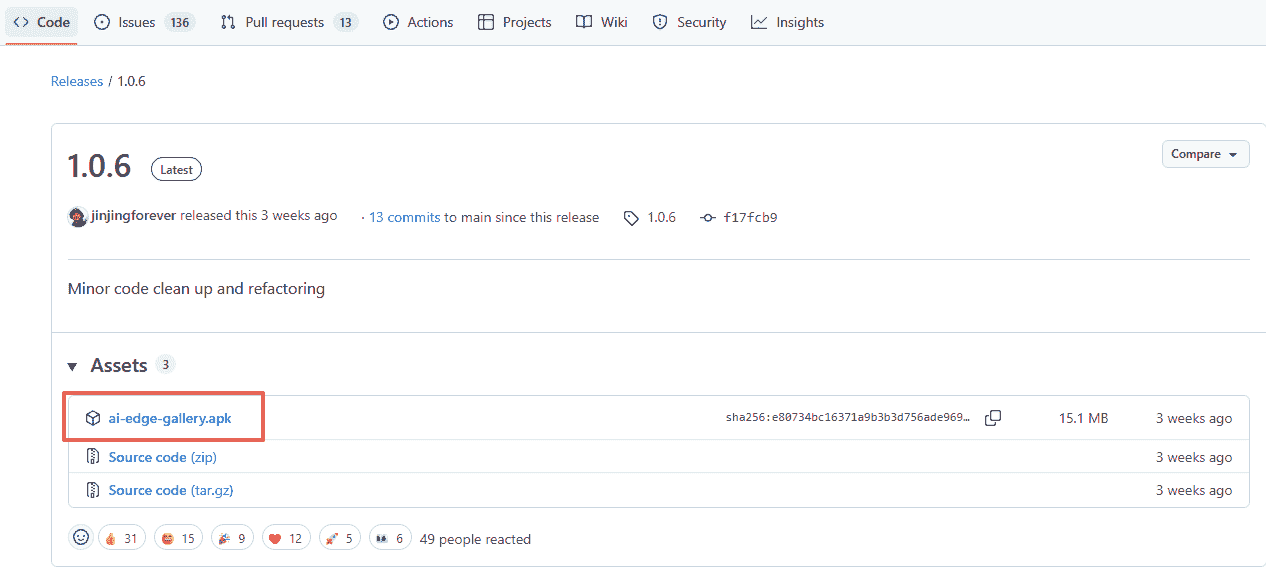 Code Issues 136 Pull requests 13 Actions Projects Wiki Security Insights
Releases / 1.0.6
1.0.6 Latest Compare
jinjingforever released this 3 weeks ago · 13 commits to main since this release 1.0.6 f17fcb9
Minor code clean up and refactoring
Assets 3
ai-edge-gallery.apk sha256:e80734bc16371a9b3b3d756ade969… 15.1 MB 3 weeks ago
Source code (zip) 3 weeks ago
Source code (tar.gz) 3 weeks ago
31 15 9 12 5 6 49 people reacted